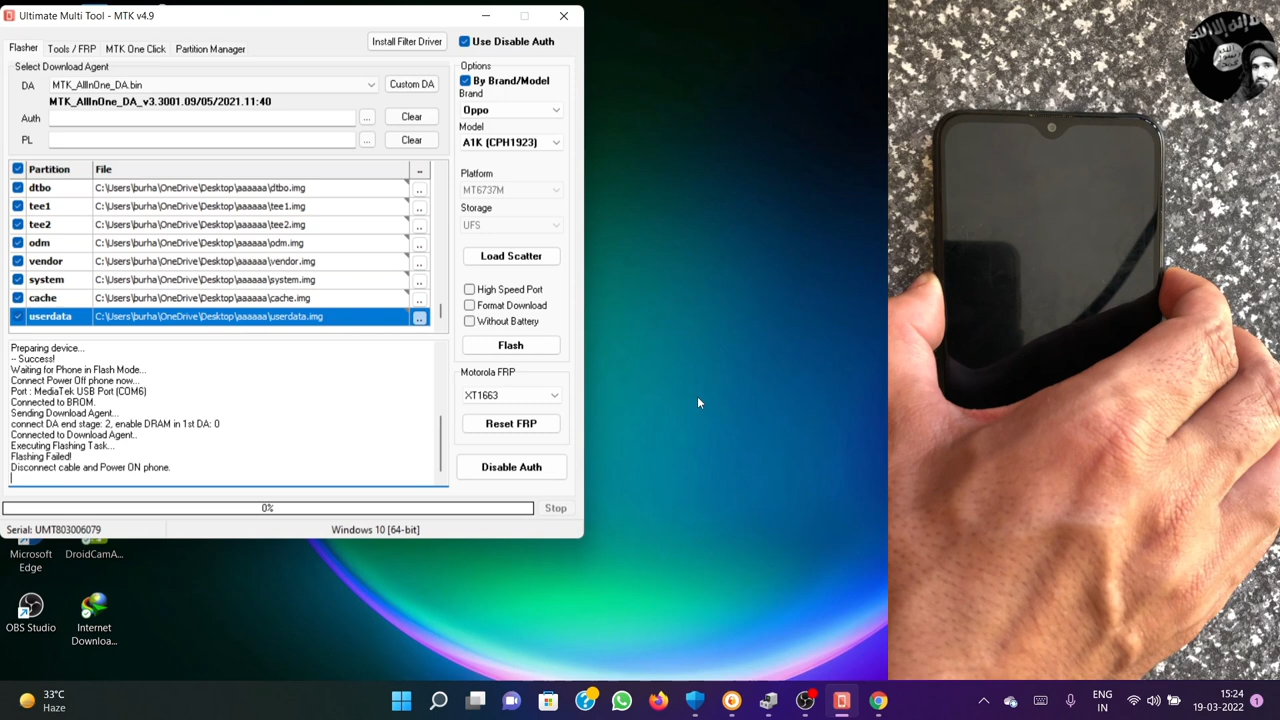 Ultimate Multi Tool - MTK v4.9
Flasher
Tools / FRP
MTK One Click
Partition Manager
Install Filter Driver
Use Disable Auth
Select Download Agent
DA
MTK_AllInOne_DA.bin
Custom DA
MTK_AllInOne_DA_v3.3001.09/05/2021.11:40
Auth
...
Clear
PL
...
Clear
Partition File ..
dtbo C:\Users\burha\OneDrive\Desktop\aaaaaa\dtbo.img ..
tee1 C:\Users\burha\OneDrive\Desktop\aaaaaa\tee1.img ..
tee2 C:\Users\burha\OneDrive\Desktop\aaaaaa\tee2.img ..
odm C:\Users\burha\OneDrive\Desktop\aaaaaa\odm.img ..
vendor C:\Users\burha\OneDrive\Desktop\aaaaaa\vendor.img ..
system C:\Users\burha\OneDrive\Desktop\aaaaaa\system.img ..
cache C:\Users\burha\OneDrive\Desktop\aaaaaa\cache.img ..
userdata C:\Users\burha\OneDrive\Desktop\aaaaaa\userdata.img ..
Preparing device...
-- Success!
Waiting for Phone in Flash Mode...
Connect Power Off phone now...
Port : MediaTek USB Port (COM6)
Connected to BROM.
Sending Download Agent...
connect DA end stage: 2, enable DRAM in 1st DA: 0
Connected to Download Agent..
Executing Flashing Task...
Flashing Failed!
Disconnect cable and Power ON phone.
Options
By Brand/Model
Brand
Oppo
Model
A1K (CPH1923)
Platform
MT6737M
Storage
UFS
Load Scatter
High Speed Port
Format Download
Without Battery
Flash
Motorola FRP
XT1663
Reset FRP
Disable Auth
0%
Stop
Serial: UMT803006079
Windows 10 [64-bit]
Microsoft
Edge
DroidCamA...
OBS Studio
Internet
Downloa...
33°C
Haze
ENG
IN
15:24
19-03-2022
1